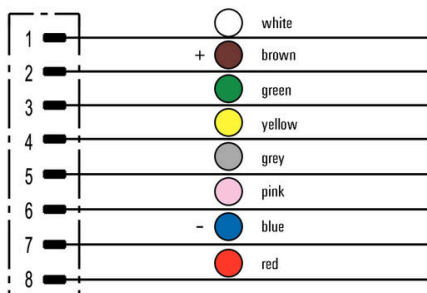 white
1
+ brown
2
green
3
yellow
4
grey
5
pink
6
- blue
7
red
8